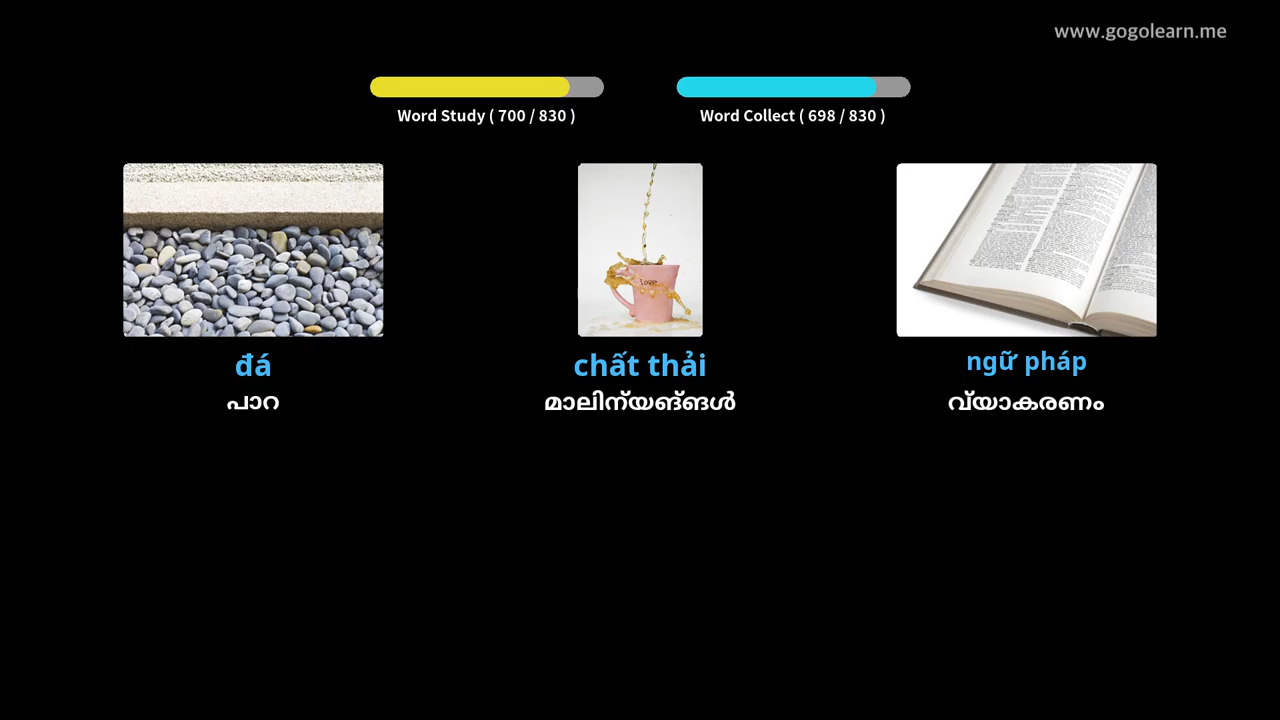 www.gogolearn.me
Word Study ( 700 / 830 )
Word Collect ( 698 / 830 )
love
đá
chất thải
ngữ pháp
പാറ
മാലിന്യങ്ങൾ
വ്യാകരണം